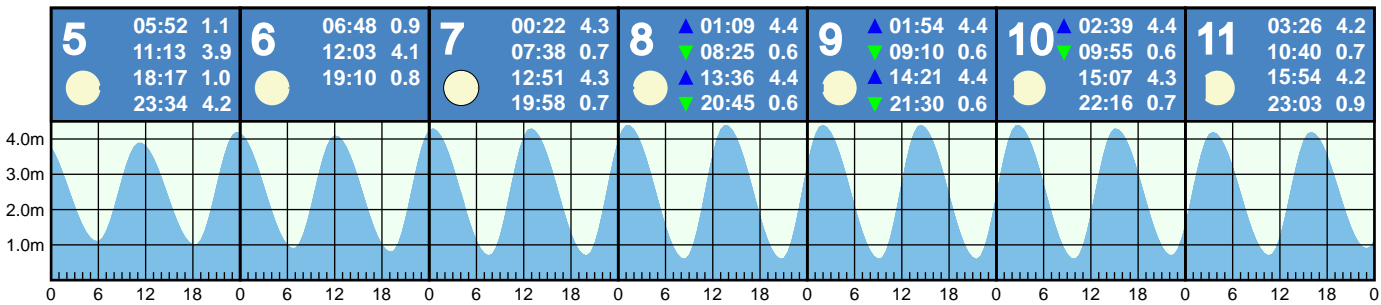 5
05:52 1.1
11:13 3.9
18:17 1.0
23:34 4.2
6
06:48 0.9
12:03 4.1
19:10 0.8
7
00:22 4.3
07:38 0.7
12:51 4.3
19:58 0.7
8
▲ 01:09 4.4
▼ 08:25 0.6
▲ 13:36 4.4
▼ 20:45 0.6
9
▲ 01:54 4.4
▼ 09:10 0.6
▲ 14:21 4.4
▼ 21:30 0.6
10
▲ 02:39 4.4
▼ 09:55 0.6
15:07 4.3
22:16 0.7
11
03:26 4.2
10:40 0.7
15:54 4.2
23:03 0.9
4.0m
3.0m
2.0m
1.0m
0 6 12 18 0 6 12 18 0 6 12 18 0 6 12 18 0 6 12 18 0 6 12 18 0 6 12 18 0